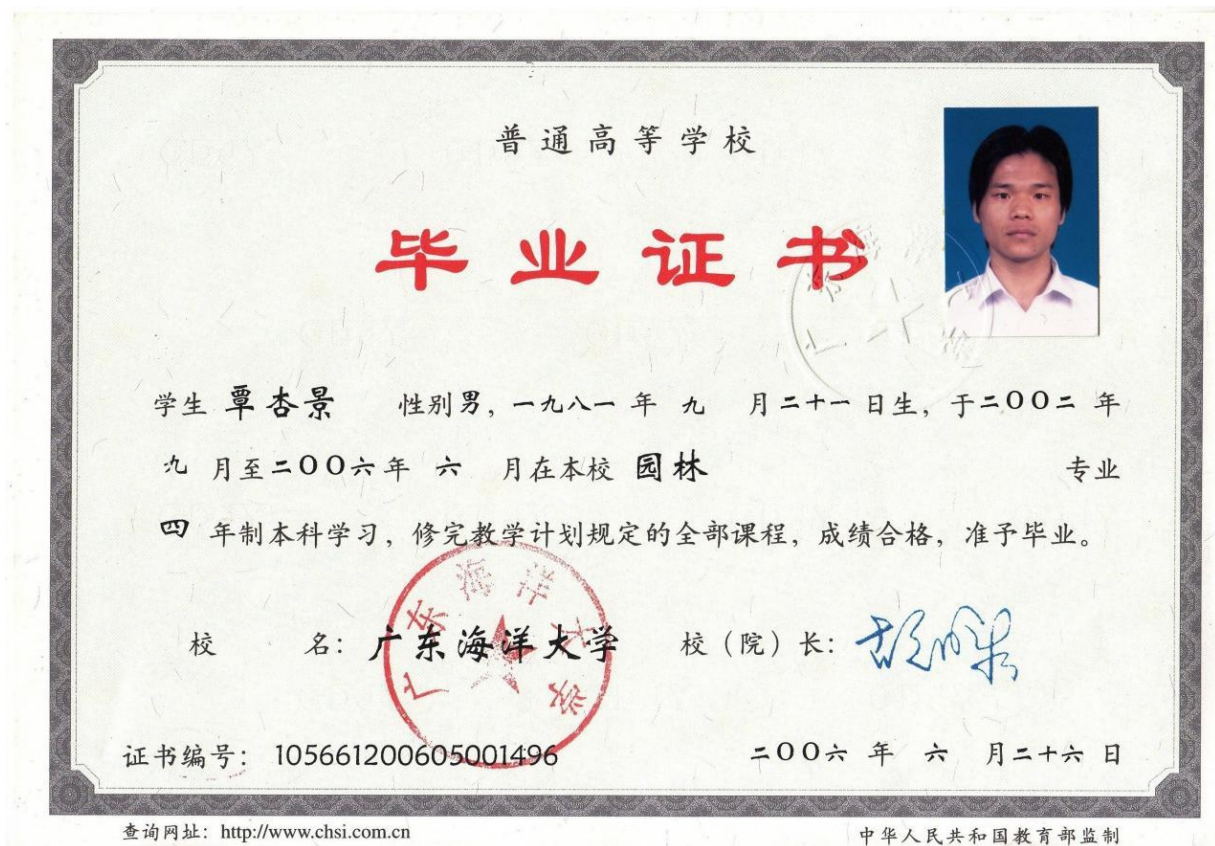 普通高等学校
毕业证书
学生 覃杏景 性别男，一九八一 年 九 月二十一 日生，于二OO二 年
九 月至二OO六年 六 月在本校 园林 专业
四 年制本科学习，修完教学计划规定的全部课程，成绩合格，准予毕业。
校 名：广东海洋大学 校（院）长：
广东海洋大学
证书编号：105661200605001496 二OO六 年 六 月二十六 日
查询网址：http://www.chsi.com.cn 中华人民共和国教育部监制